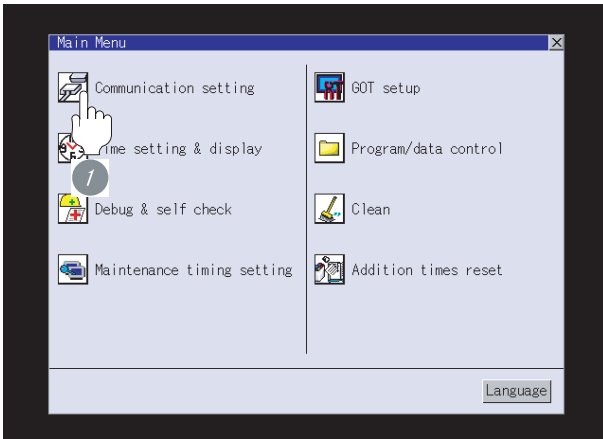 Main Menu
Communication setting
GOT setup
Time setting & display
Program/data control
1
Debug & self check
Clean
Maintenance timing setting
Addition times reset
Language